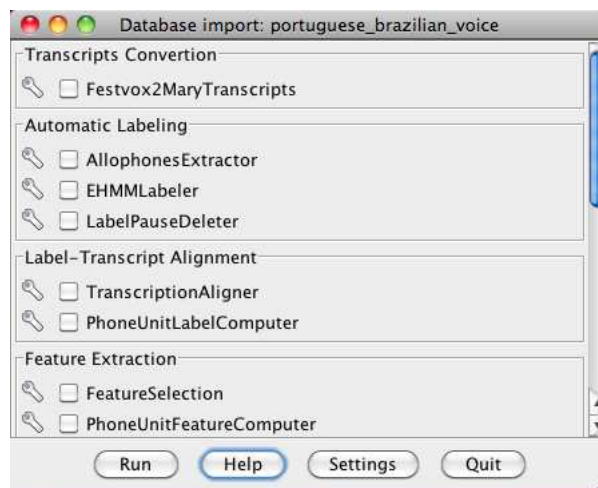 Database import: portuguese_brazilian_voice
Transcripts Convertion
Festvox2MaryTranscripts
Automatic Labeling
AllophonesExtractor
EHMMLabeler
LabelPauseDeleter
Label-Transcript Alignment
TranscriptionAligner
PhoneUnitLabelComputer
Feature Extraction
FeatureSelection
PhoneUnitFeatureComputer
Run Help Settings Quit